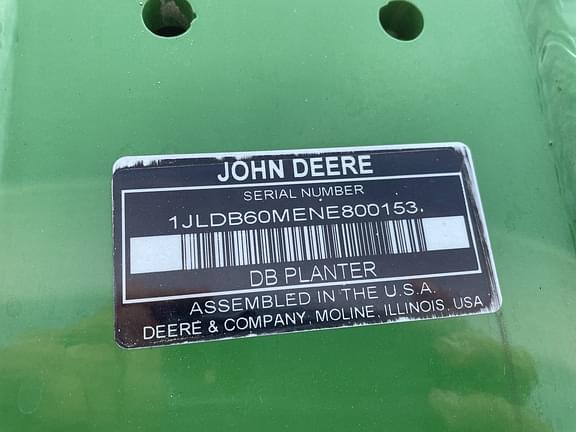 JOHN DEERE
SERIAL NUMBER
1JLDB60MENE800153.
DB PLANTER
ASSEMBLED IN THE U.S.A.
DEERE & COMPANY, MOLINE, ILLINOIS, USA